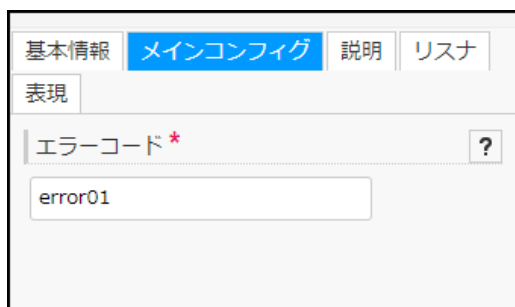 基本情報 メインコンフィグ 説明 リスナ
表現
エラーコード * ?
error01